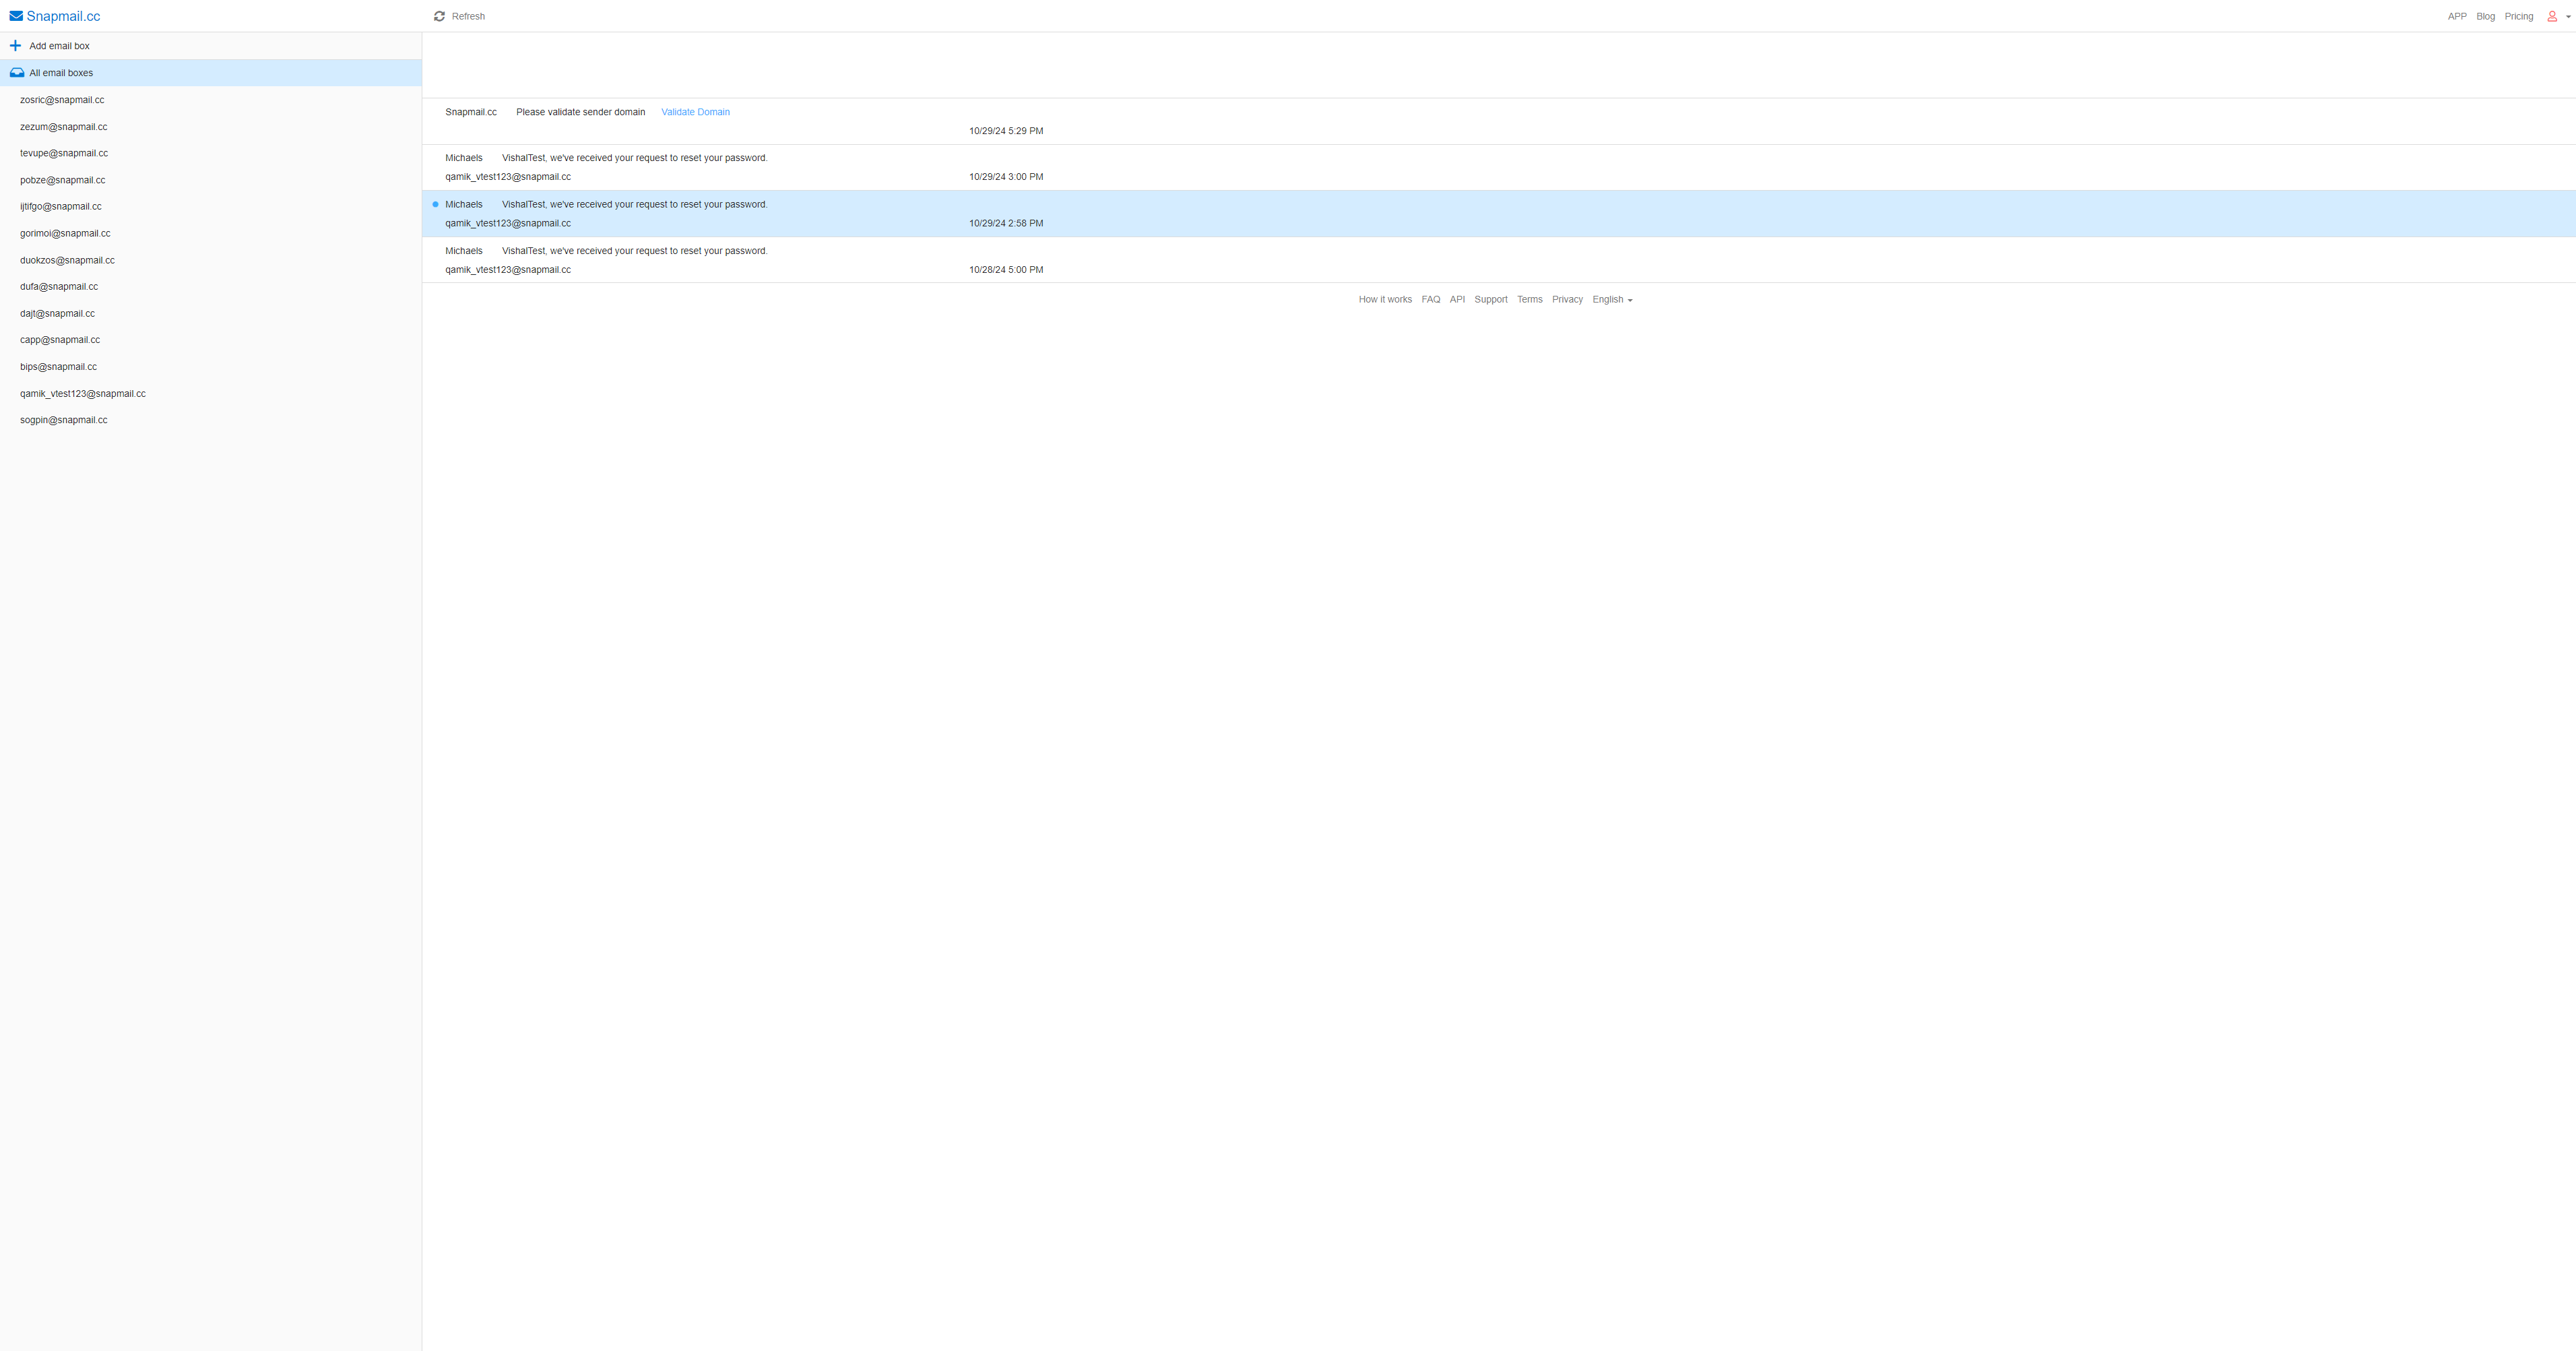 Snapmail.cc
Refresh
APP Blog Pricing
Add email box
All email boxes
zosric@snapmail.cc
zezum@snapmail.cc
tevupe@snapmail.cc
pobze@snapmail.cc
ijtifgo@snapmail.cc
gorimoi@snapmail.cc
duokzos@snapmail.cc
dufa@snapmail.cc
dajt@snapmail.cc
capp@snapmail.cc
bips@snapmail.cc
qamik_vtest123@snapmail.cc
sogpin@snapmail.cc
Snapmail.cc Please validate sender domain Validate Domain
10/29/24 5:29 PM
Michaels VishalTest, we've received your request to reset your password.
qamik_vtest123@snapmail.cc 10/29/24 3:00 PM
Michaels VishalTest, we've received your request to reset your password.
qamik_vtest123@snapmail.cc 10/29/24 2:58 PM
Michaels VishalTest, we've received your request to reset your password.
qamik_vtest123@snapmail.cc 10/28/24 5:00 PM
How it works FAQ API Support Terms Privacy English